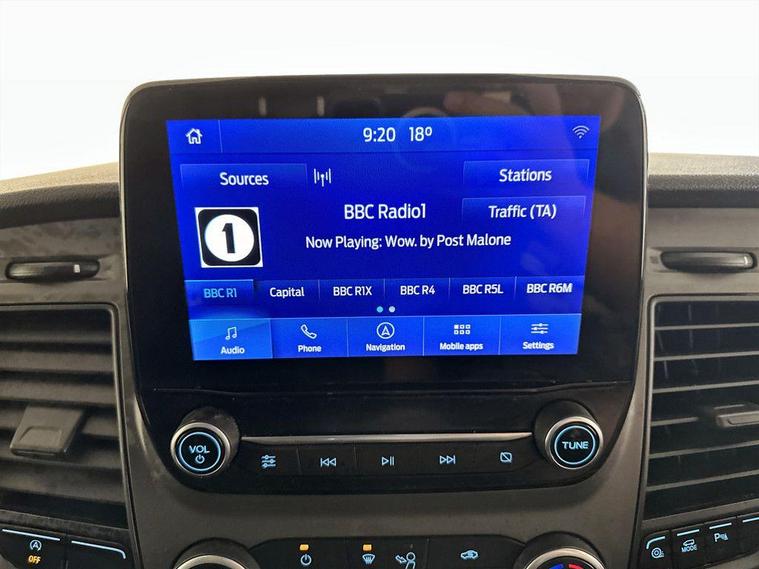 9:20 18°
Sources
Stations
1
BBC Radio1
Traffic (TA)
Now Playing: Wow. by Post Malone
BBC R1 Capital BBC R1X BBC R4 BBC R5L BBC R6M
Audio Phone Navigation Mobile apps Settings
VOL
TUNE
A
OFF
MODE
P